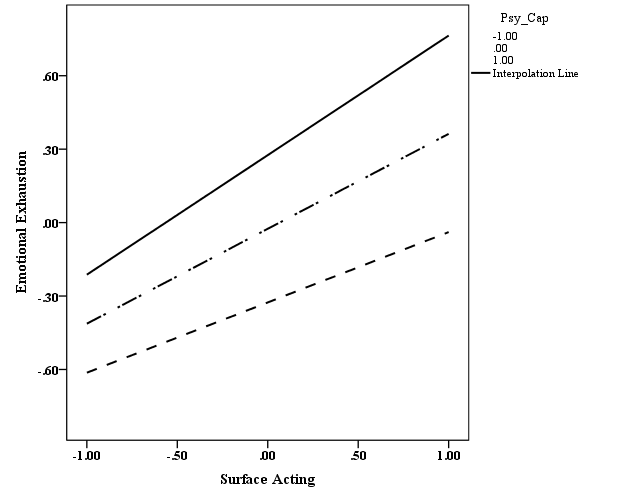 Psy_Cap
-1.00
.00
1.00
Interpolation Line
Emotional Exhaustion
.60
.30
.00
-.30
-.60
-1.00 -.50 .00 .50 1.00
Surface Acting